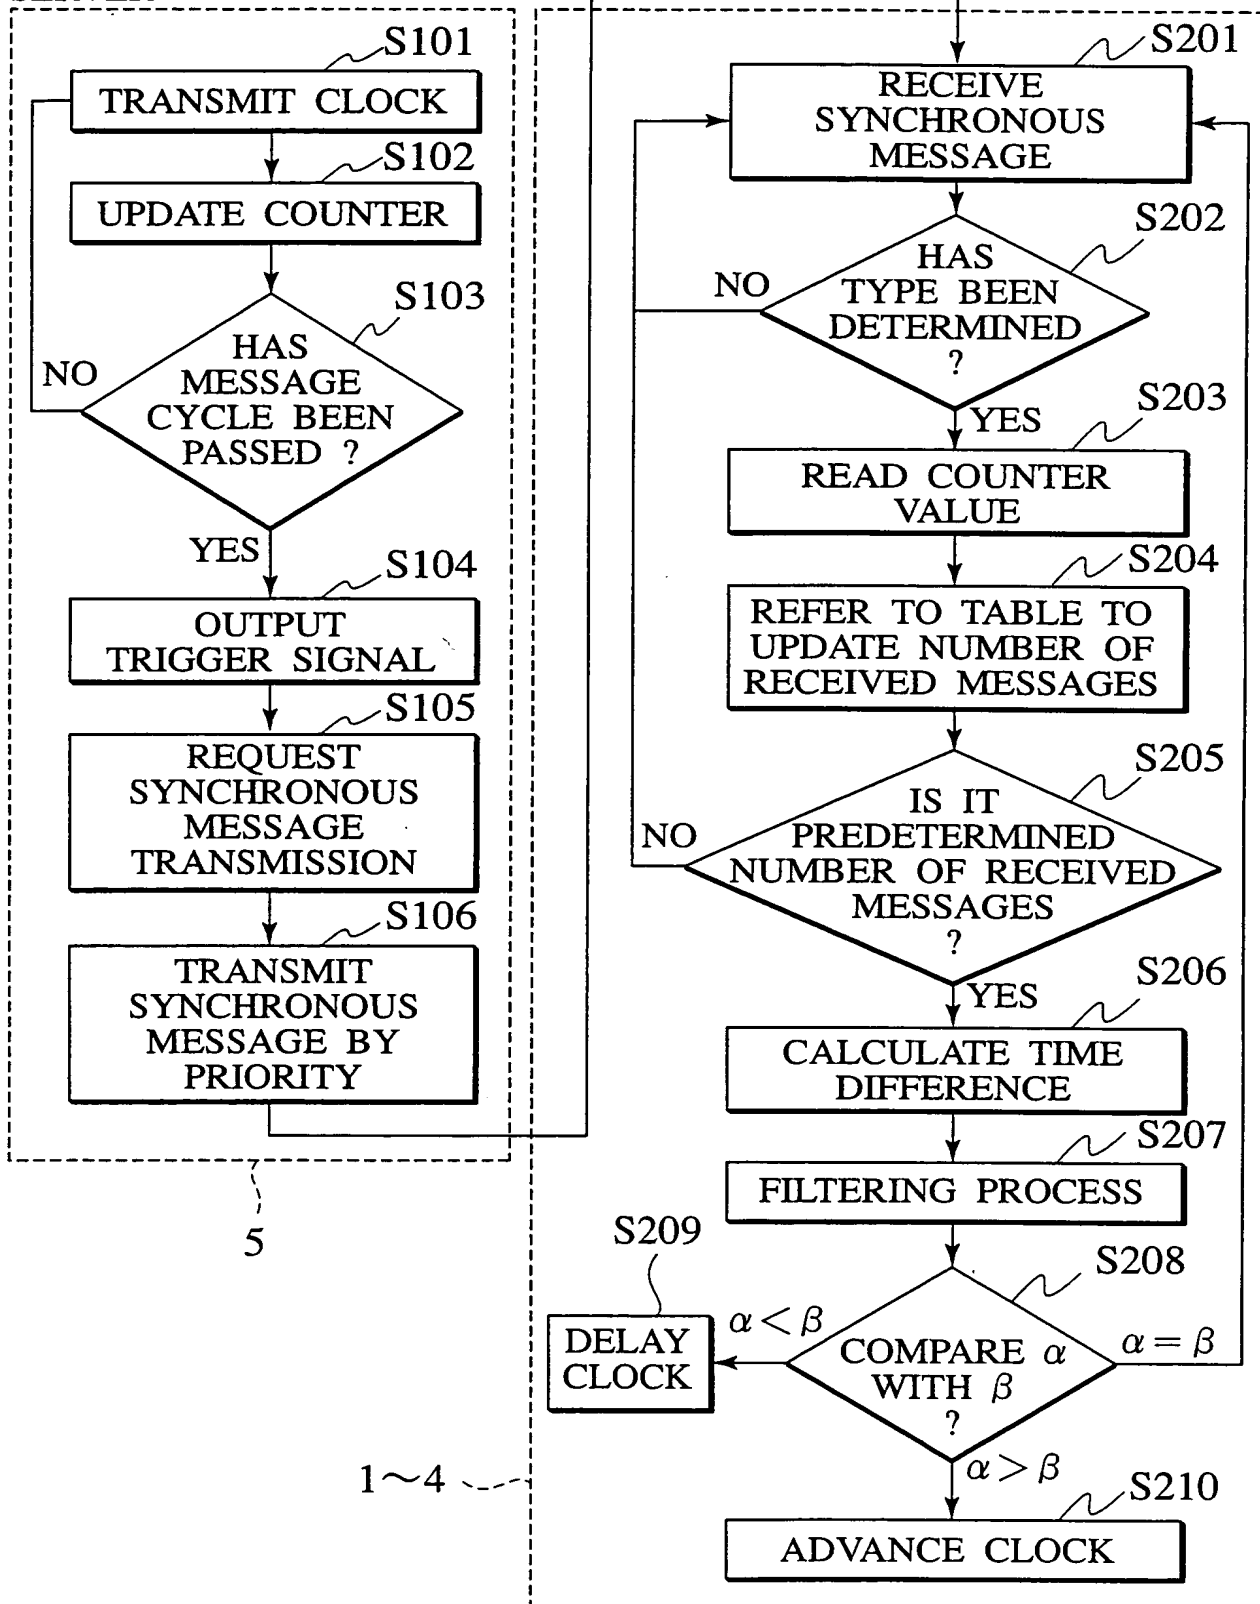 S101
TRANSMIT CLOCK
S102
UPDATE COUNTER
S103
HAS
MESSAGE
CYCLE BEEN
PASSED ?
NO
YES
S104
OUTPUT
TRIGGER SIGNAL
S105
REQUEST
SYNCHRONOUS
MESSAGE
TRANSMISSION
S106
TRANSMIT
SYNCHRONOUS
MESSAGE BY
PRIORITY
5
S201
RECEIVE
SYNCHRONOUS
MESSAGE
S202
HAS
TYPE BEEN
DETERMINED
?
NO
YES
S203
READ COUNTER
VALUE
S204
REFER TO TABLE TO
UPDATE NUMBER OF
RECEIVED MESSAGES
S205
IS IT
PREDETERMINED
NUMBER OF RECEIVED
MESSAGES
?
NO
YES
S206
CALCULATE TIME
DIFFERENCE
S207
FILTERING PROCESS
S208
COMPARE α
WITH β
?
α < β
α = β
α > β
S209
DELAY
CLOCK
S210
ADVANCE CLOCK
1～4